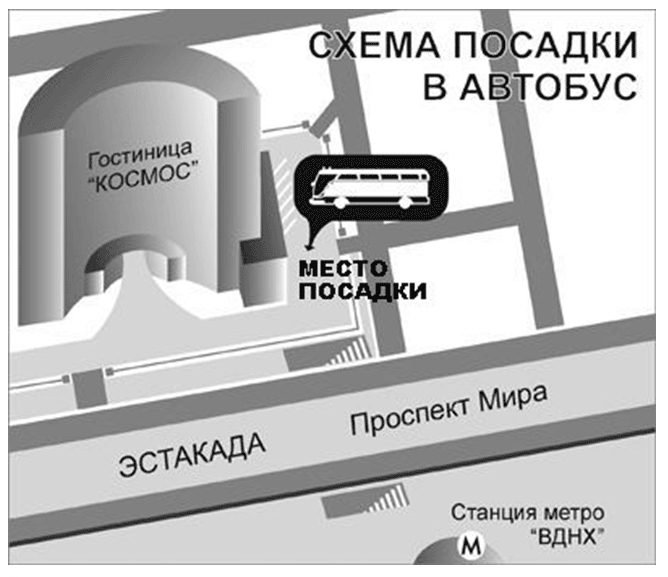 СХЕМА ПОСАДКИ
В АВТОБУС
Гостиница
"КОСМОС"
МЕСТО
ПОСАДКИ
Проспект Мира
ЭСТАКАДА
Станция метро
"ВДНХ"
М